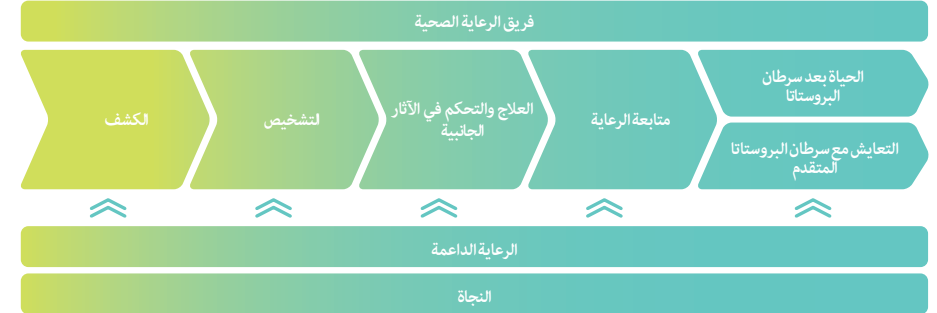 فريق الرعاية الصحية
الكشف
التشخيص
العلاج والتحكم في الآثار
الجانبية
متابعة الرعاية
الحياة بعد سرطان
البروستاتا
التعايش مع سرطان البروستاتا
المتقدم
الرعاية الداعمة
النجاة